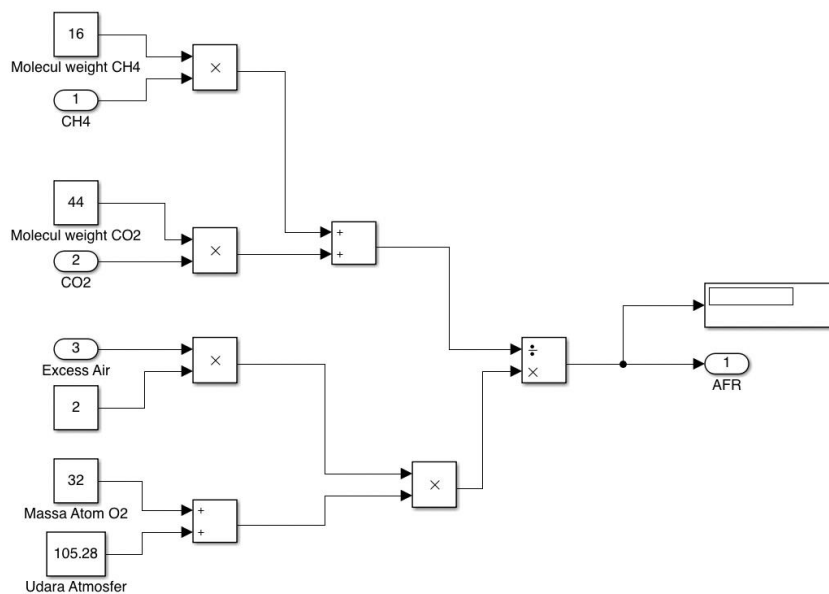 16
Molecul weight CH4
×
1
CH4
44
Molecul weight CO2
×
2
CO2
+
+
3
Excess Air
×
2
÷
×
1
AFR
32
Massa Atom O2
+
+
×
105.28
Udara Atmosfer